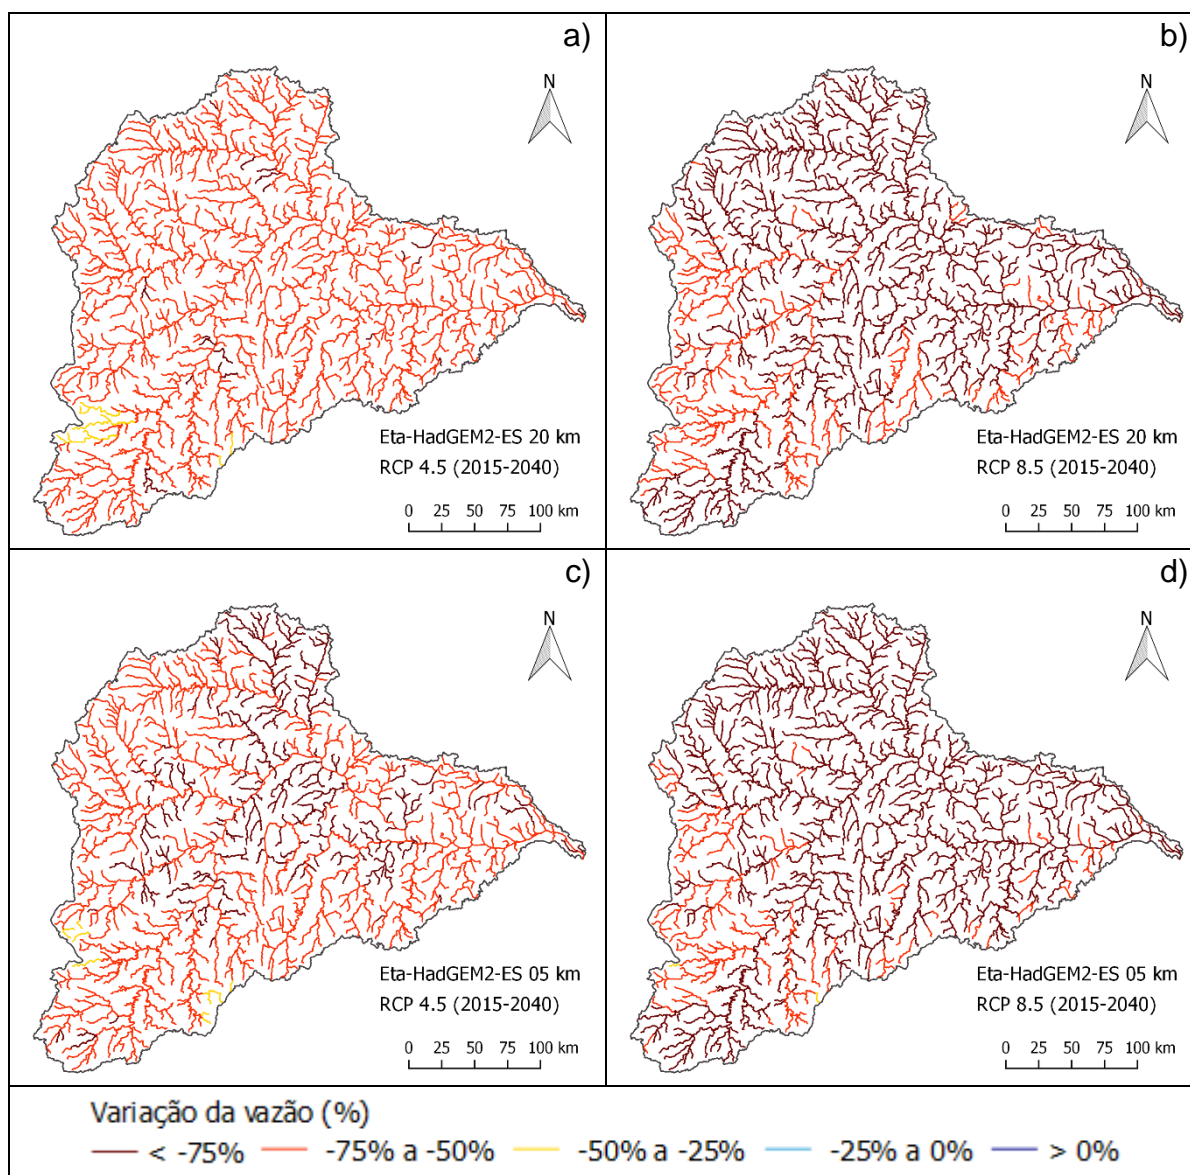 a)
N
Eta-HadGEM2-ES 20 km
RCP 4.5 (2015-2040)
0 25 50 75 100 km
b)
N
Eta-HadGEM2-ES 20 km
RCP 8.5 (2015-2040)
0 25 50 75 100 km
c)
N
Eta-HadGEM2-ES 05 km
RCP 4.5 (2015-2040)
0 25 50 75 100 km
d)
N
Eta-HadGEM2-ES 05 km
RCP 8.5 (2015-2040)
0 25 50 75 100 km
Variação da vazão (%)
< -75% -75% a -50% -50% a -25% -25% a 0% > 0%